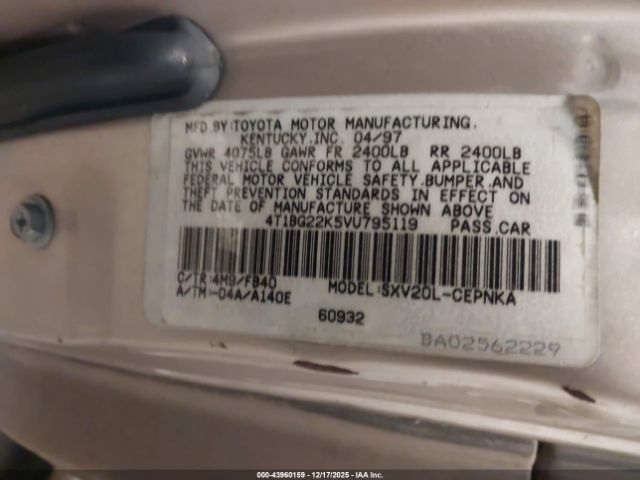 MFD.BY:TOYOTA MOTOR MANUFACTURING.
KENTUCKY.INC. 04/97
GVWR 4075LB GAWR FR 2400LB RR 2400LB
THIS VEHICLE CONFORMS TO ALL APPLICABLE
FEDERAL MOTOR VEHICLE SAFETY,BUMPER,AND
THEFT PREVENTION STANDARDS IN EFFECT ON
THE DATE OF MANUFACTURE SHOWN ABOVE
4T1BG22K5VU795119 PASS.CAR
C/TR:4M9/FB40 MODEL:SXV20L-CEPNKA
A/TM:-04A/A140E
60932
BA02562229
000-43960159 | 12/17/2025 | IAA Inc.